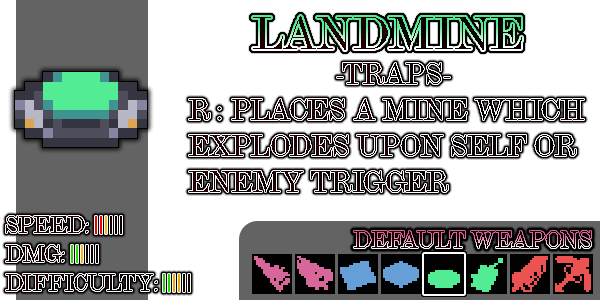 LANDMINE
-TRAPS-
R : PLACES A MINE WHICH
EXPLODES UPON SELF OR
ENEMY TRIGGER
SPEED:
DMG:
DIFFICULTY:
DEFAULT WEAPONS